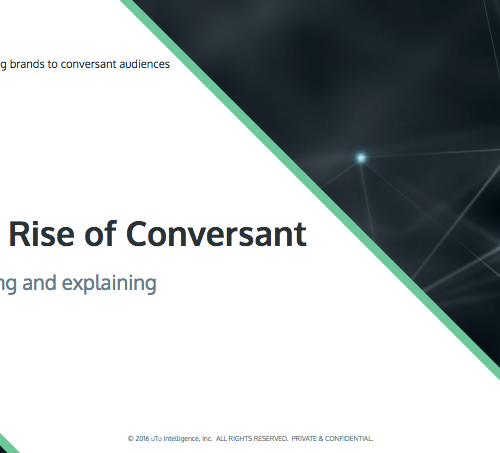 g brands to conversant audiences
Rise of Conversant
ng and explaining
© 2016 uTu Intelligence, Inc. ALL RIGHTS RESERVED. PRIVATE & CONFIDENTIAL.